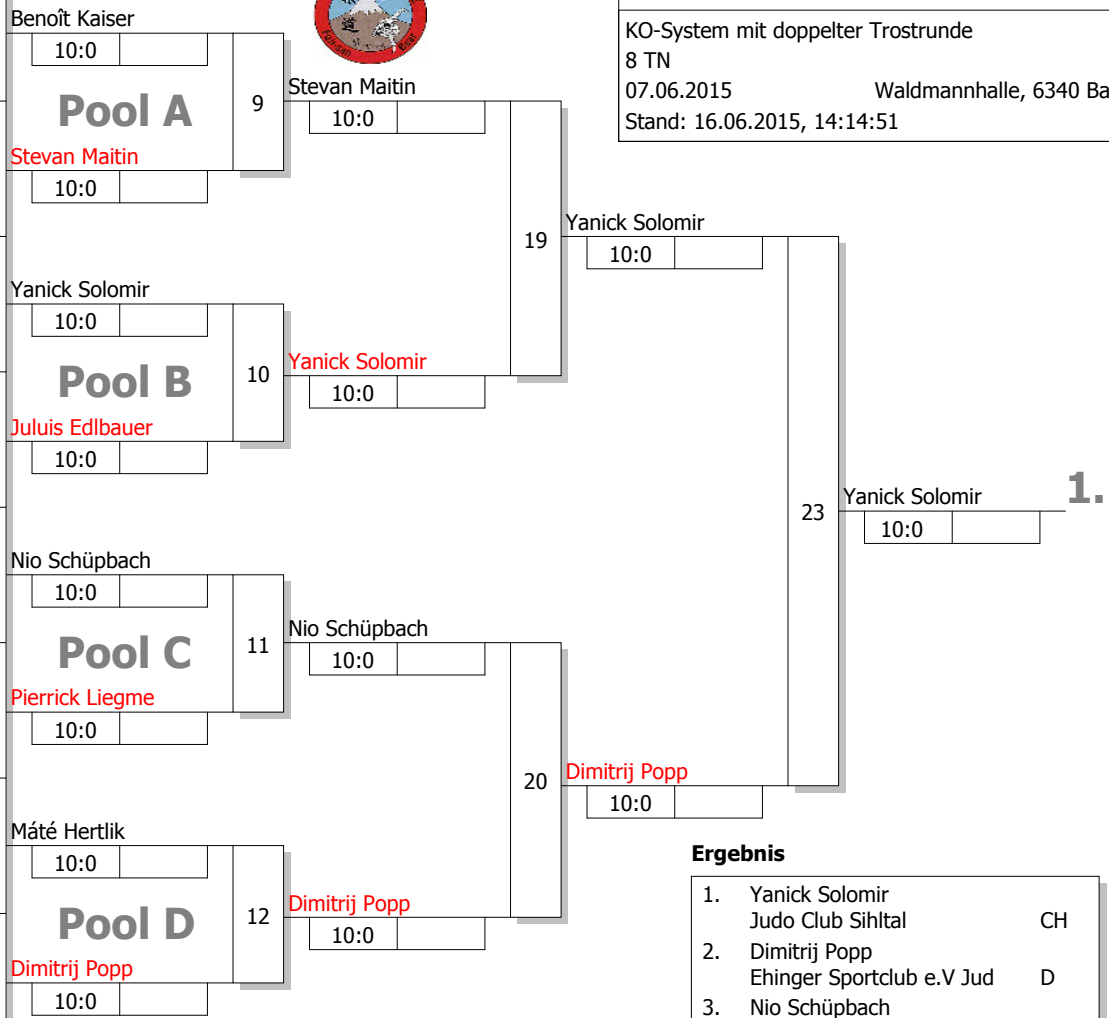 Benoît Kaiser
10:0
Pool A
9
Stevan Maitin
10:0
Stevan Maitin
10:0
KO-System mit doppelter Trostrunde
8 TN
07.06.2015 Waldmannhalle, 6340 Ba
Stand: 16.06.2015, 14:14:51
19
Yanick Solomir
10:0
Yanick Solomir
10:0
Pool B
10
Yanick Solomir
10:0
Juluis Edlbauer
10:0
23
Yanick Solomir
10:0
1.
Nio Schüpbach
10:0
Pool C
11
Nio Schüpbach
10:0
Pierrick Liegme
10:0
20
Dimitrij Popp
10:0
Máté Hertlik
10:0
Pool D
12
Dimitrij Popp
10:0
Dimitrij Popp
10:0
Ergebnis
1. Yanick Solomir
Judo Club Sihltal CH
2. Dimitrij Popp
Ehinger Sportclub e.V Jud D
3. Nio Schüpbach